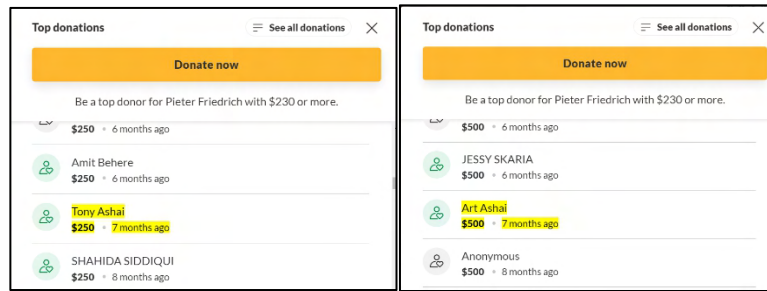 Top donations
See all donations
Donate now
Be a top donor for Pieter Friedrich with $230 or more.
$250 • 6 months ago
Amit Behere
$250 • 6 months ago
Tony Ashai
$250 • 7 months ago
SHAHIDA SIDDIQUI
$250 • 8 months ago
Top donations
See all donations
Donate now
Be a top donor for Pieter Friedrich with $230 or more.
$500 • 6 months ago
JESSY SKARIA
$500 • 6 months ago
Art Ashai
$500 • 7 months ago
Anonymous
$500 • 8 months ago